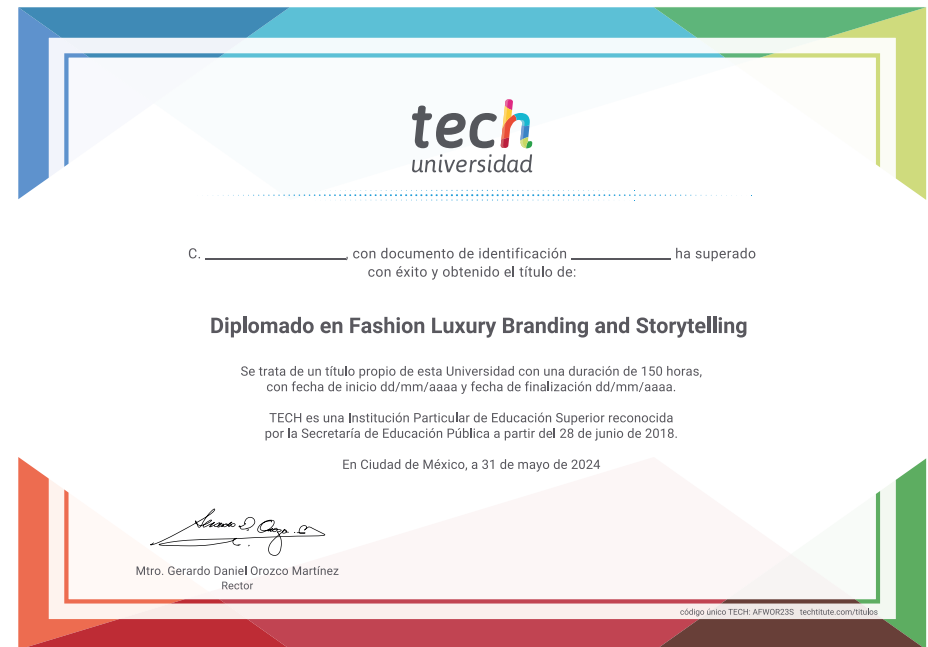 tech
universidad
C. __________________, con documento de identificación _____________ ha superado
con éxito y obtenido el título de:
Diplomado en Fashion Luxury Branding and Storytelling
Se trata de un título propio de esta Universidad con una duración de 150 horas,
con fecha de inicio dd/mm/aaaa y fecha de finalización dd/mm/aaaa.
TECH es una Institución Particular de Educación Superior reconocida
por la Secretaría de Educación Pública a partir del 28 de junio de 2018.
En Ciudad de México, a 31 de mayo de 2024
Mtro. Gerardo Daniel Orozco Martínez
Rector
código único TECH: AFWOR23S techtitute.com/titulos